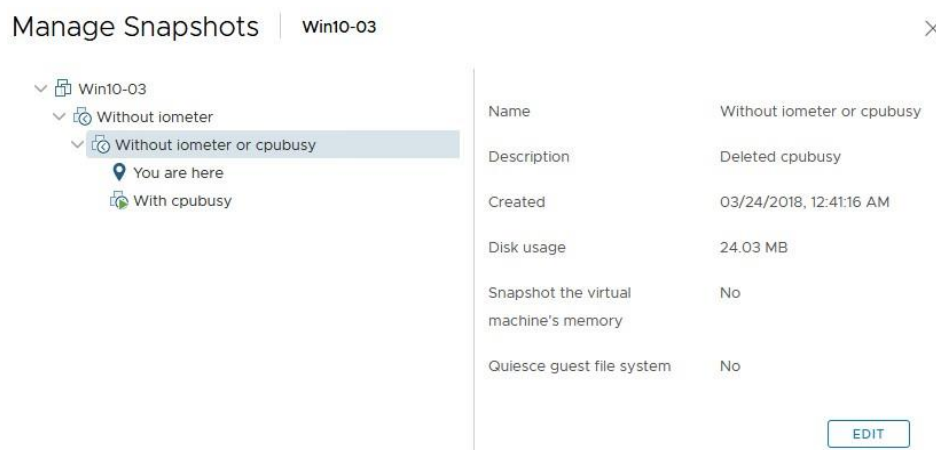 Manage Snapshots Win10-03
Win10-03
Without iometer
Without iometer or cpubusy
You are here
With cpubusy
Name Without iometer or cpubusy
Description Deleted cpubusy
Created 03/24/2018, 12:41:16 AM
Disk usage 24.03 MB
Snapshot the virtual No
machine's memory
Quiesce guest file system No
EDIT